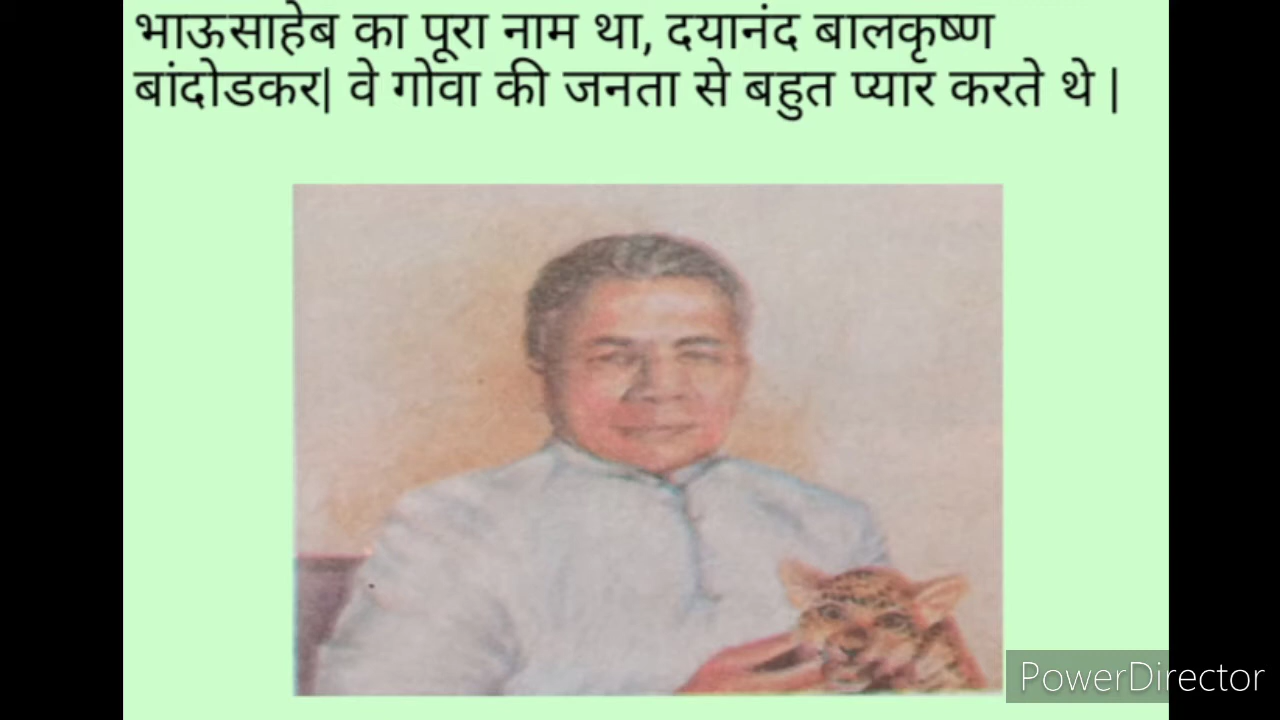 भाऊसाहेब का पूरा नाम था, दयानंद बालकृष्ण
बांदोडकर| वे गोवा की जनता से बहुत प्यार करते थे |
PowerDirector